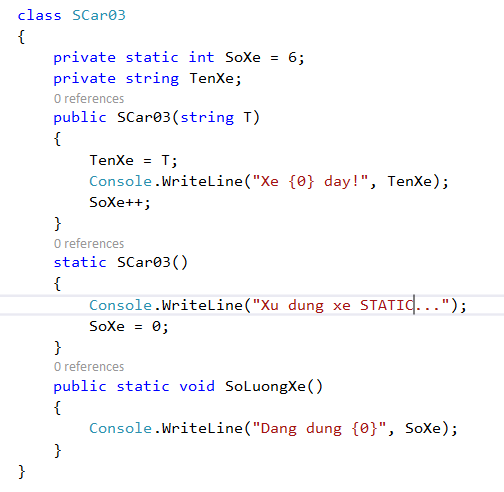 class SCar03
{
    private static int SoXe = 6;
    private string TenXe;
    0 references
    public SCar03(string T)
    {
        TenXe = T;
        Console.WriteLine("Xe {0} day!", TenXe);
        SoXe++;
    }
    0 references
    static SCar03()
    {
        Console.WriteLine("Xu dung xe STATIC...");
        SoXe = 0;
    }
    0 references
    public static void SoLuongXe()
    {
        Console.WriteLine("Dang dung {0}", SoXe);
    }
}